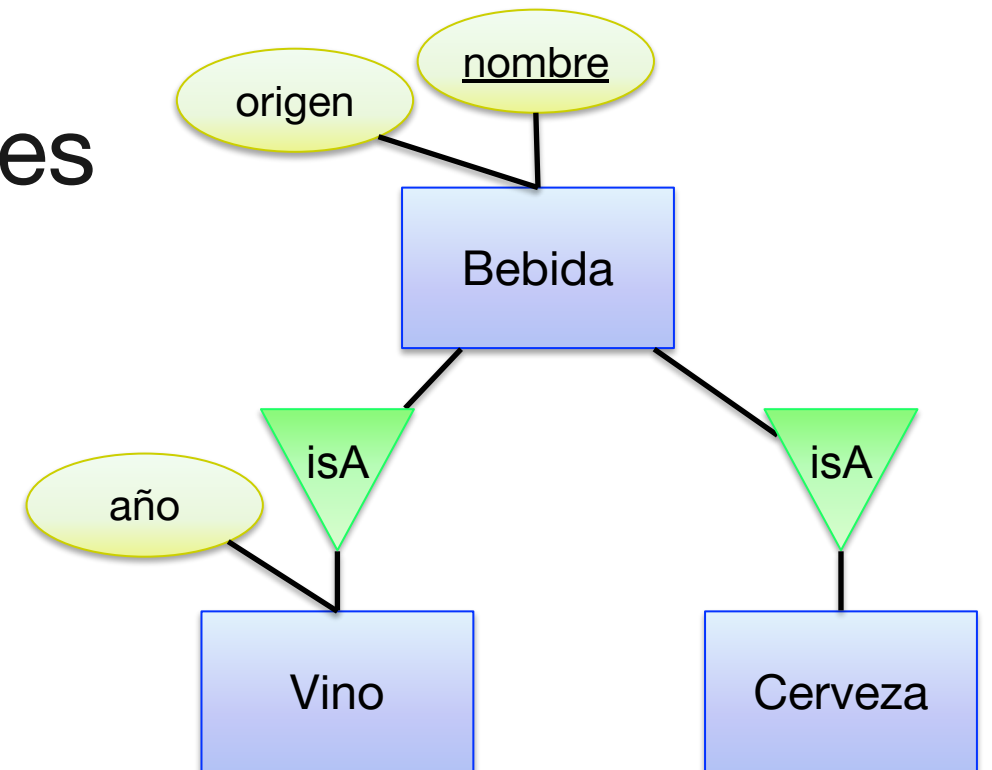 nombre
origen
es
Bebida
isA
isA
año
Vino
Cerveza